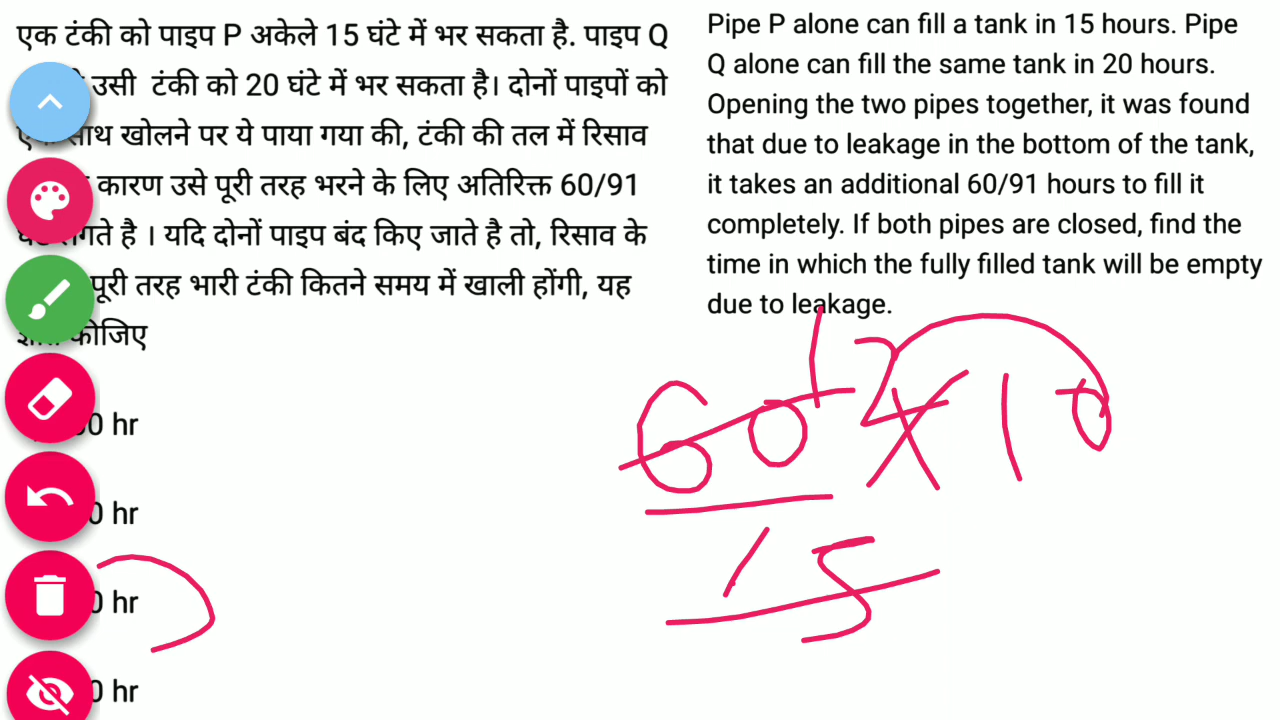 एक टंकी को पाइप P अकेले 15 घंटे में भर सकता है. पाइप Q
उसी टंकी को 20 घंटे में भर सकता है। दोनों पाइपों को
साथ खोलने पर ये पाया गया की, टंकी की तल में रिसाव
कारण उसे पूरी तरह भरने के लिए अतिरिक्त 60/91
है । यदि दोनों पाइप बंद किए जाते है तो, रिसाव के
पूरी तरह भारी टंकी कितने समय में खाली होंगी, यह
कीजिए
Pipe P alone can fill a tank in 15 hours. Pipe
Q alone can fill the same tank in 20 hours.
Opening the two pipes together, it was found
that due to leakage in the bottom of the tank,
it takes an additional 60/91 hours to fill it
completely. If both pipes are closed, find the
time in which the fully filled tank will be empty
due to leakage.
0 hr
0 hr
0 hr
0 hr
60
15